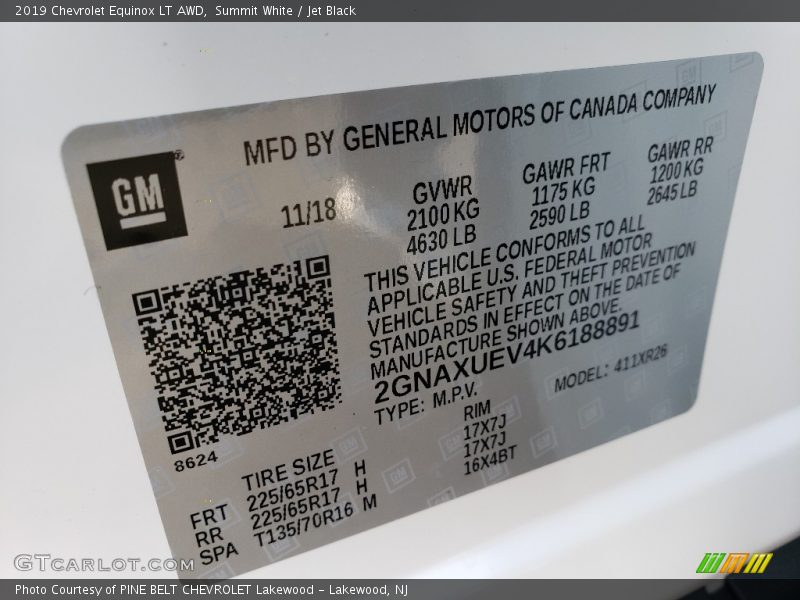 2019 Chevrolet Equinox LT AWD, Summit White / Jet Black
MFD BY GENERAL MOTORS OF CANADA COMPANY
GM ®
11/18
GVWR
2100 KG
4630 LB
GAWR FRT
1175 KG
2590 LB
GAWR RR
1200 KG
2645 LB
THIS VEHICLE CONFORMS TO ALL
APPLICABLE U.S. FEDERAL MOTOR
VEHICLE SAFETY AND THEFT PREVENTION
STANDARDS IN EFFECT ON THE DATE OF
MANUFACTURE SHOWN ABOVE.
2GNAXUEV4K6188891
TYPE: M.P.V.
MODEL: 411XR26
8624
TIRE SIZE
RIM
FRT 225/65R17 H 17X7J
RR 225/65R17 H 17X7J
SPA T135/70R16 M 16X4BT
GTCarlot.com
Photo Courtesy of PINE BELT CHEVROLET Lakewood - Lakewood, NJ